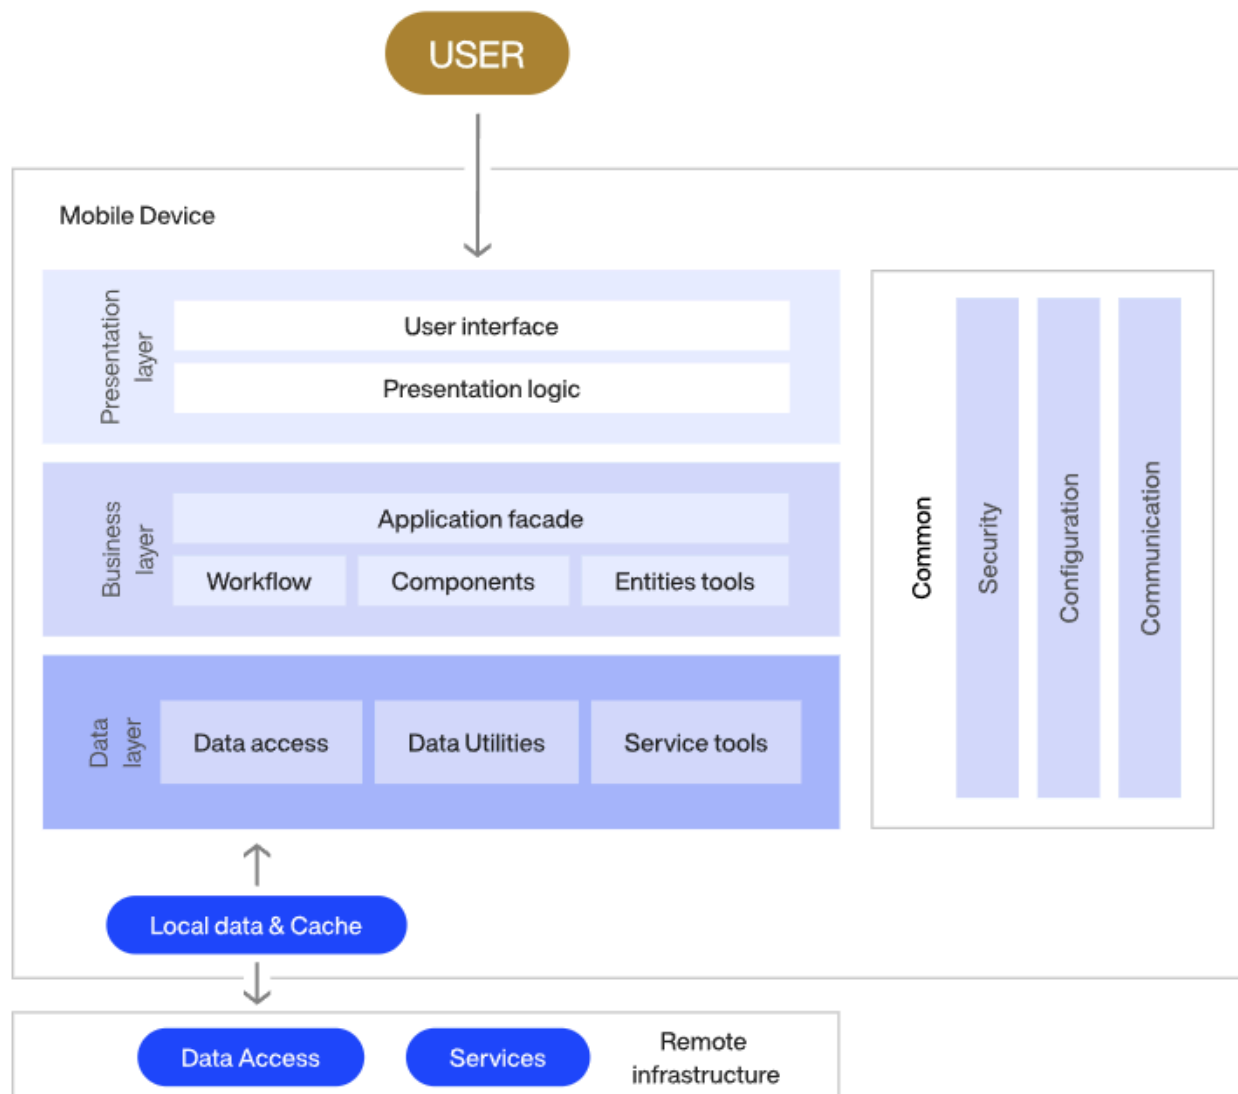 USER
Mobile Device
Presentation
layer
User interface
Presentation logic
Business
layer
Application facade
Workflow
Components
Entities tools
Data
layer
Data access
Data Utilities
Service tools
Common
Security
Configuration
Communication
Local data & Cache
Data Access
Services
Remote
infrastructure